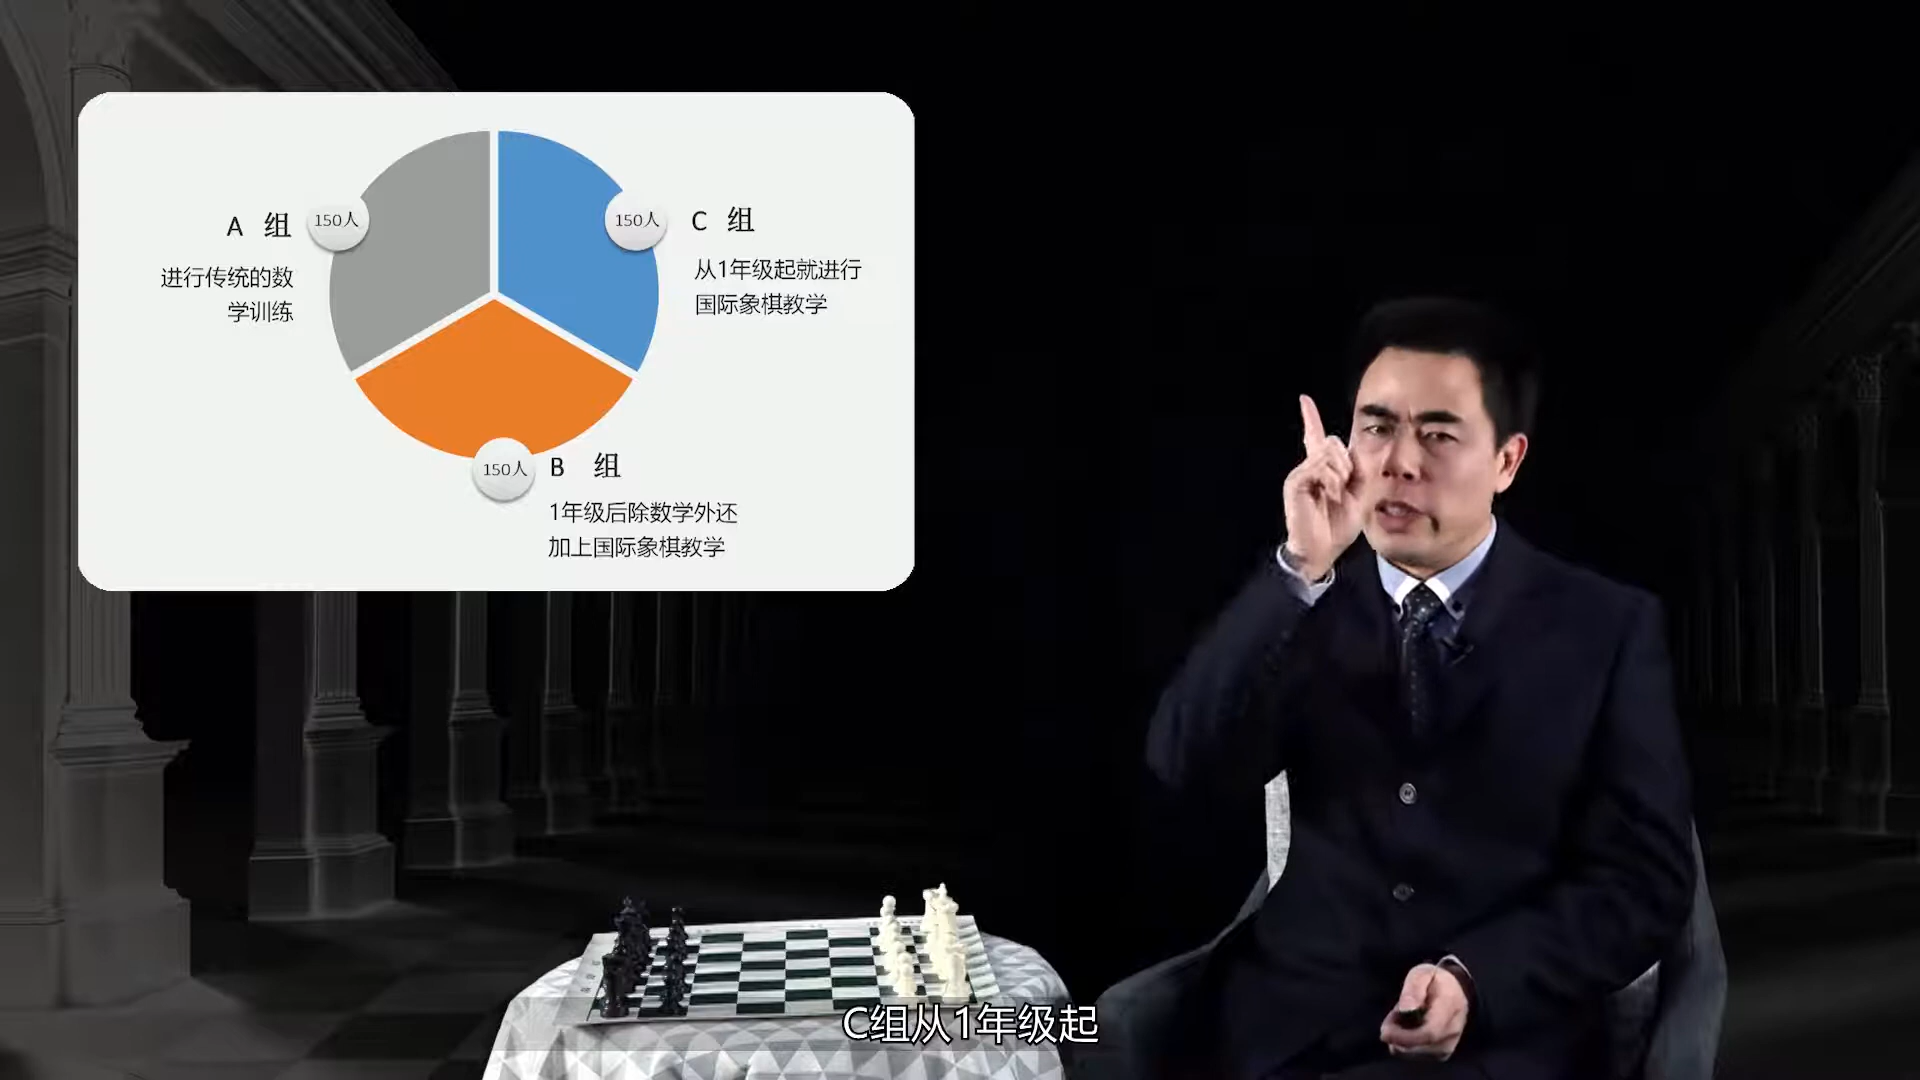 A 组
150人
进行传统的数
学训练
150人
C 组
从1年级起就进行
国际象棋教学
150人
B 组
1年级后除数学外还
加上国际象棋教学
C组从1年级起